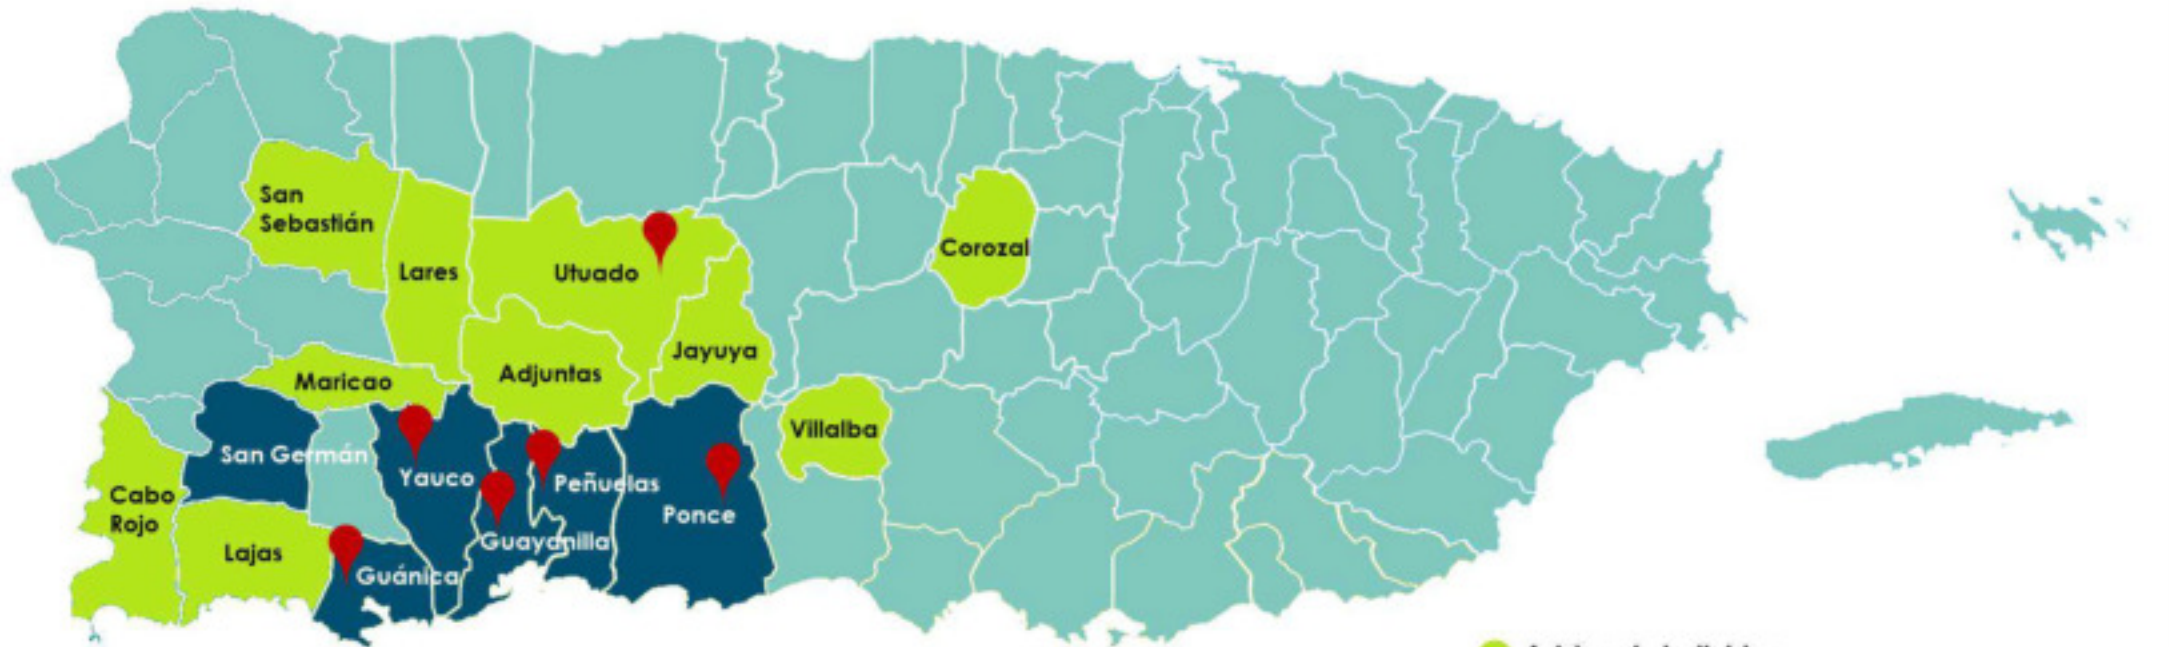 San
Sebastián
Lares
Utuado
Corozal
Jayuya
Adjuntas
Maricao
Villalba
San Germán
Yauco
Peñuelas
Cabo
Rojo
Ponce
Guayanilla
Lajas
Guánica